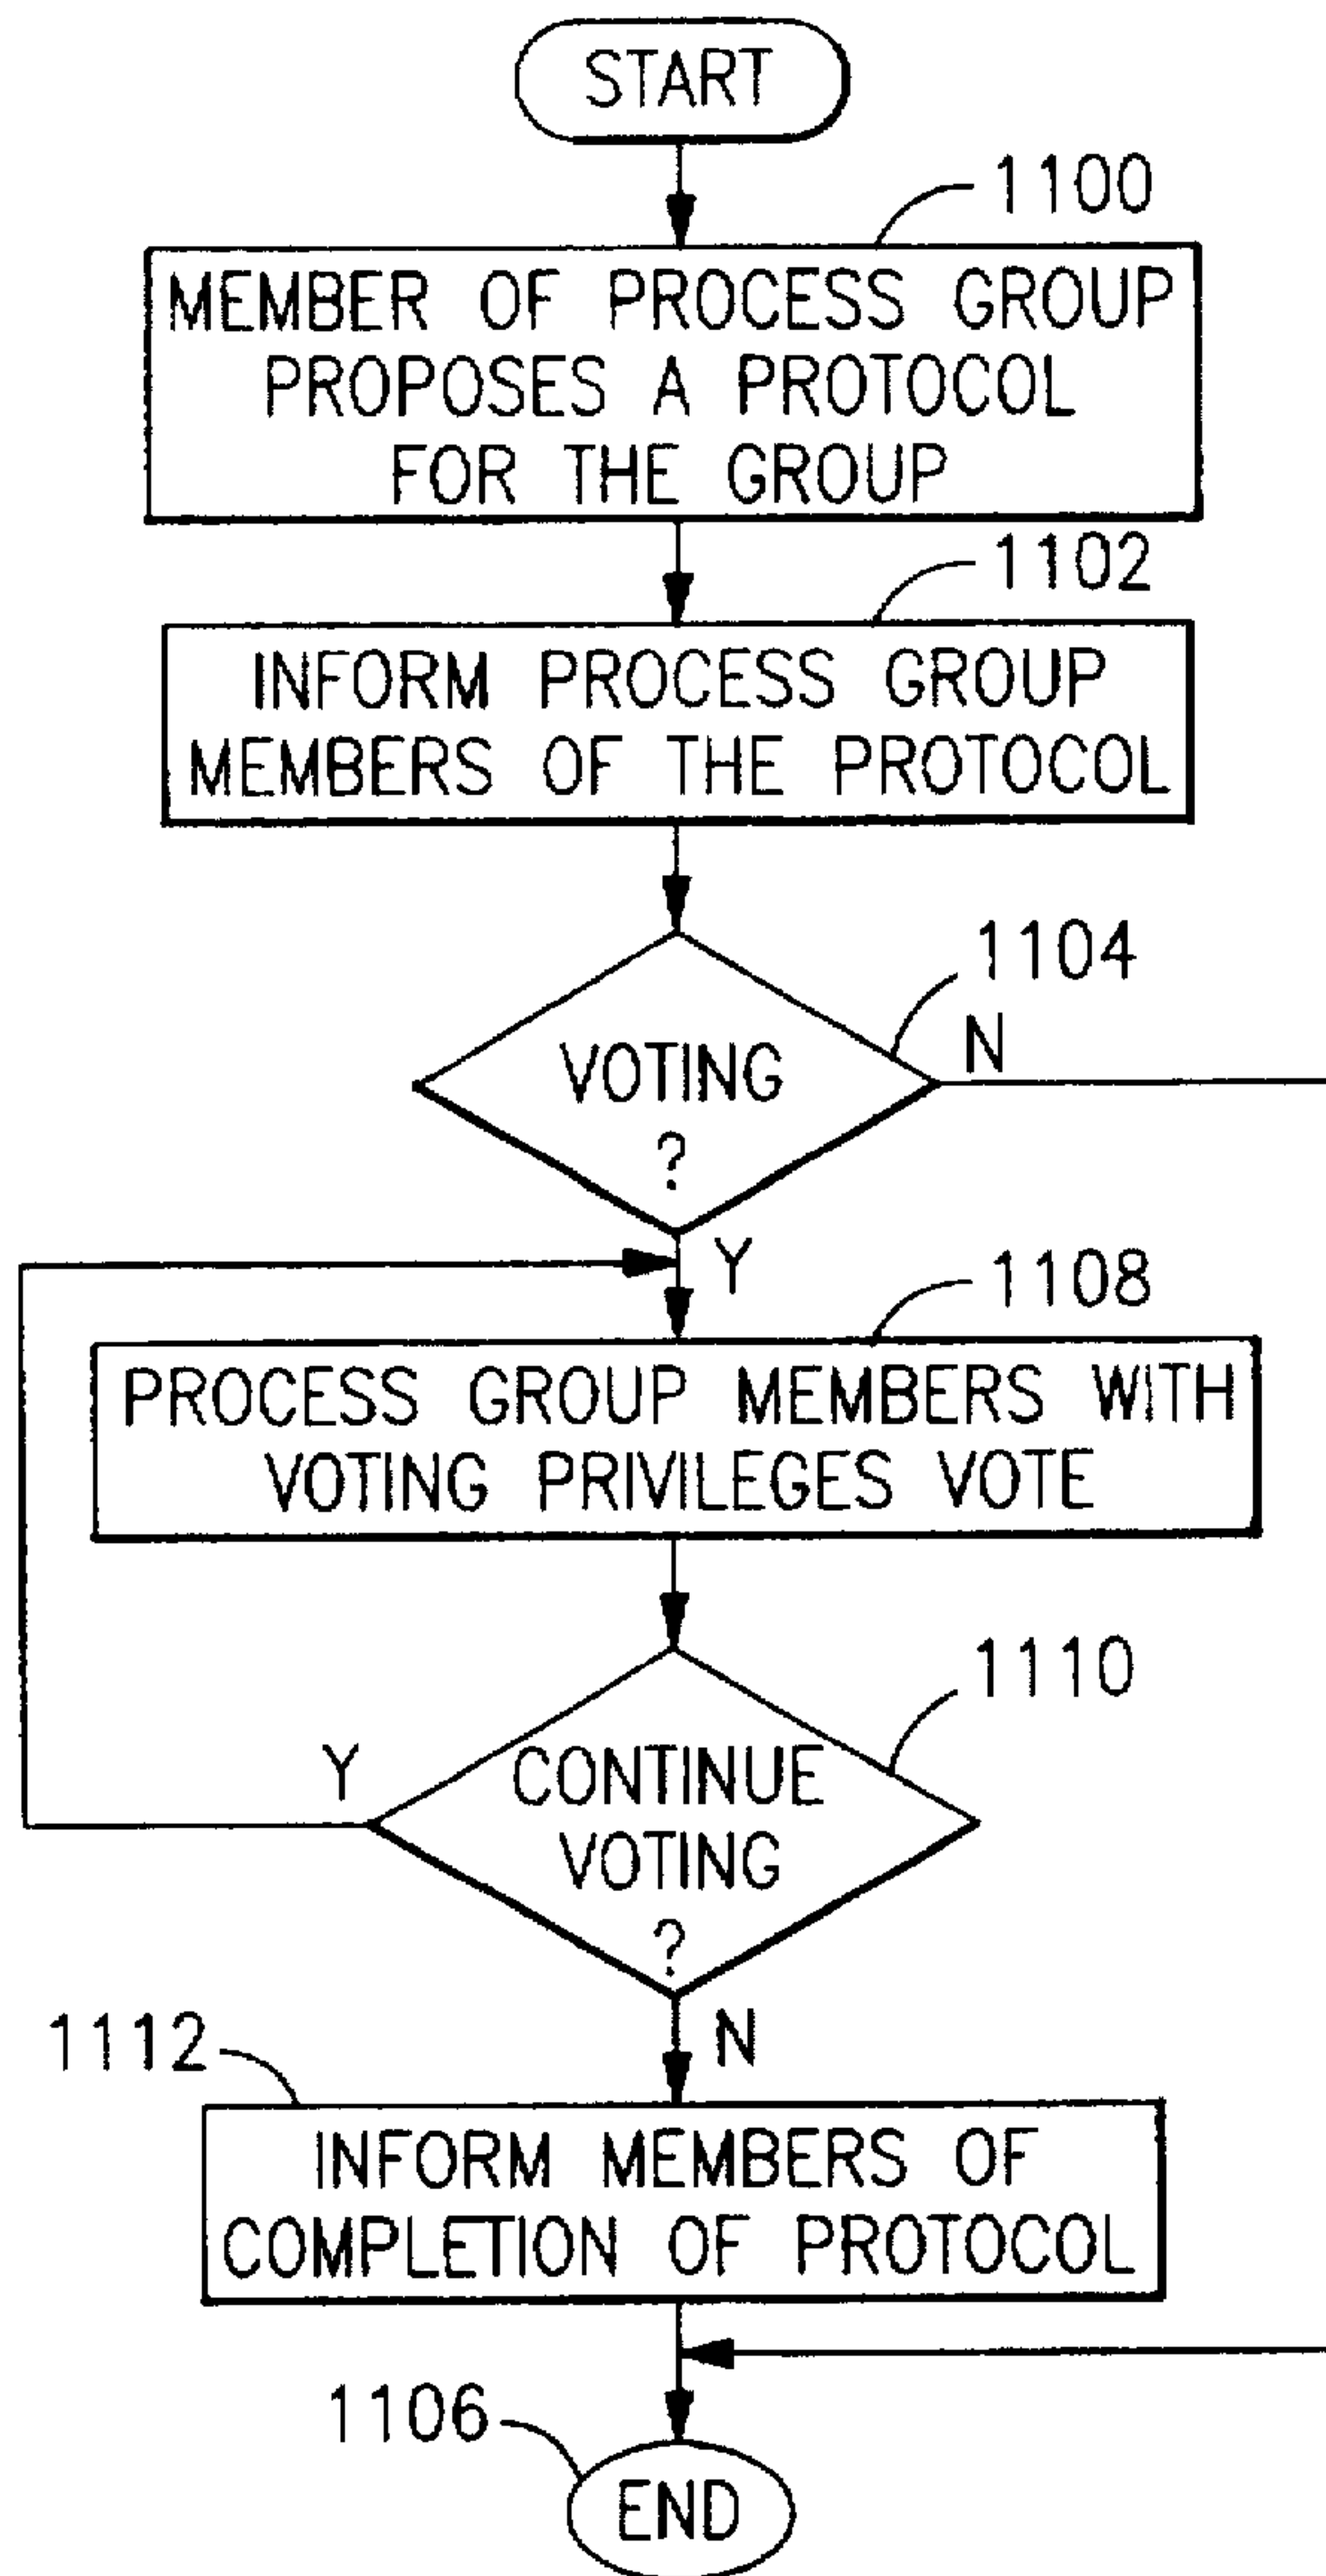 START
1100
MEMBER OF PROCESS GROUP
PROPOSES A PROTOCOL
FOR THE GROUP
1102
INFORM PROCESS GROUP
MEMBERS OF THE PROTOCOL
1104
N
VOTING
?
Y
1108
PROCESS GROUP MEMBERS WITH
VOTING PRIVILEGES VOTE
1110
Y
CONTINUE
VOTING
?
N
1112
INFORM MEMBERS OF
COMPLETION OF PROTOCOL
1106
END